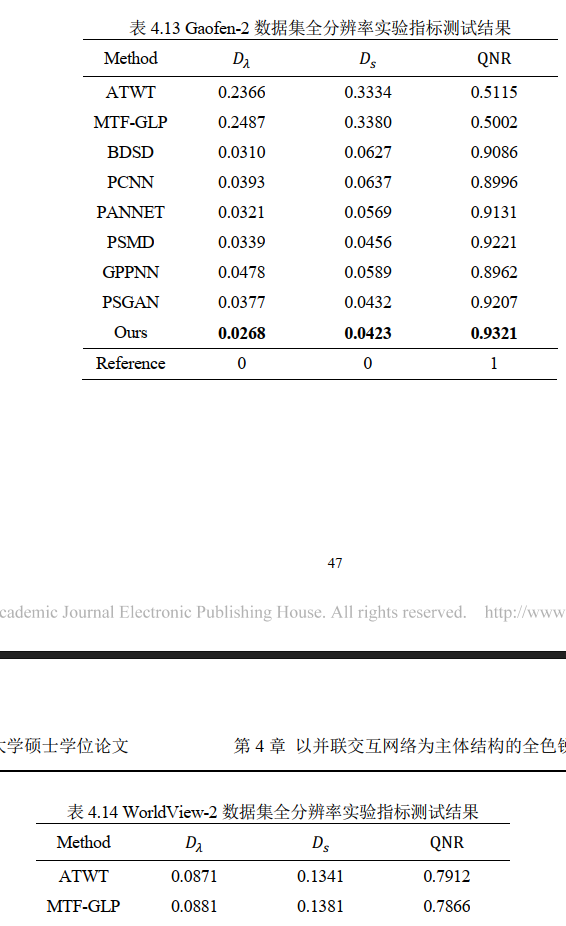 表 4.13 Gaofen-2 数据集全分辨率实验指标测试结果
Method Dλ Ds QNR
ATWT 0.2366 0.3334 0.5115
MTF-GLP 0.2487 0.3380 0.5002
BDSD 0.0310 0.0627 0.9086
PCNN 0.0393 0.0637 0.8996
PANNET 0.0321 0.0569 0.9131
PSMD 0.0339 0.0456 0.9221
GPPNN 0.0478 0.0589 0.8962
PSGAN 0.0377 0.0432 0.9207
Ours 0.0268 0.0423 0.9321
Reference 0 0 1
47
cademic Journal Electronic Publishing House. All rights reserved. http://www
大学硕士学位论文 第 4 章 以并联交互网络为主体结构的全色锐
表 4.14 WorldView-2 数据集全分辨率实验指标测试结果
Method Dλ Ds QNR
ATWT 0.0871 0.1341 0.7912
MTF-GLP 0.0881 0.1381 0.7866